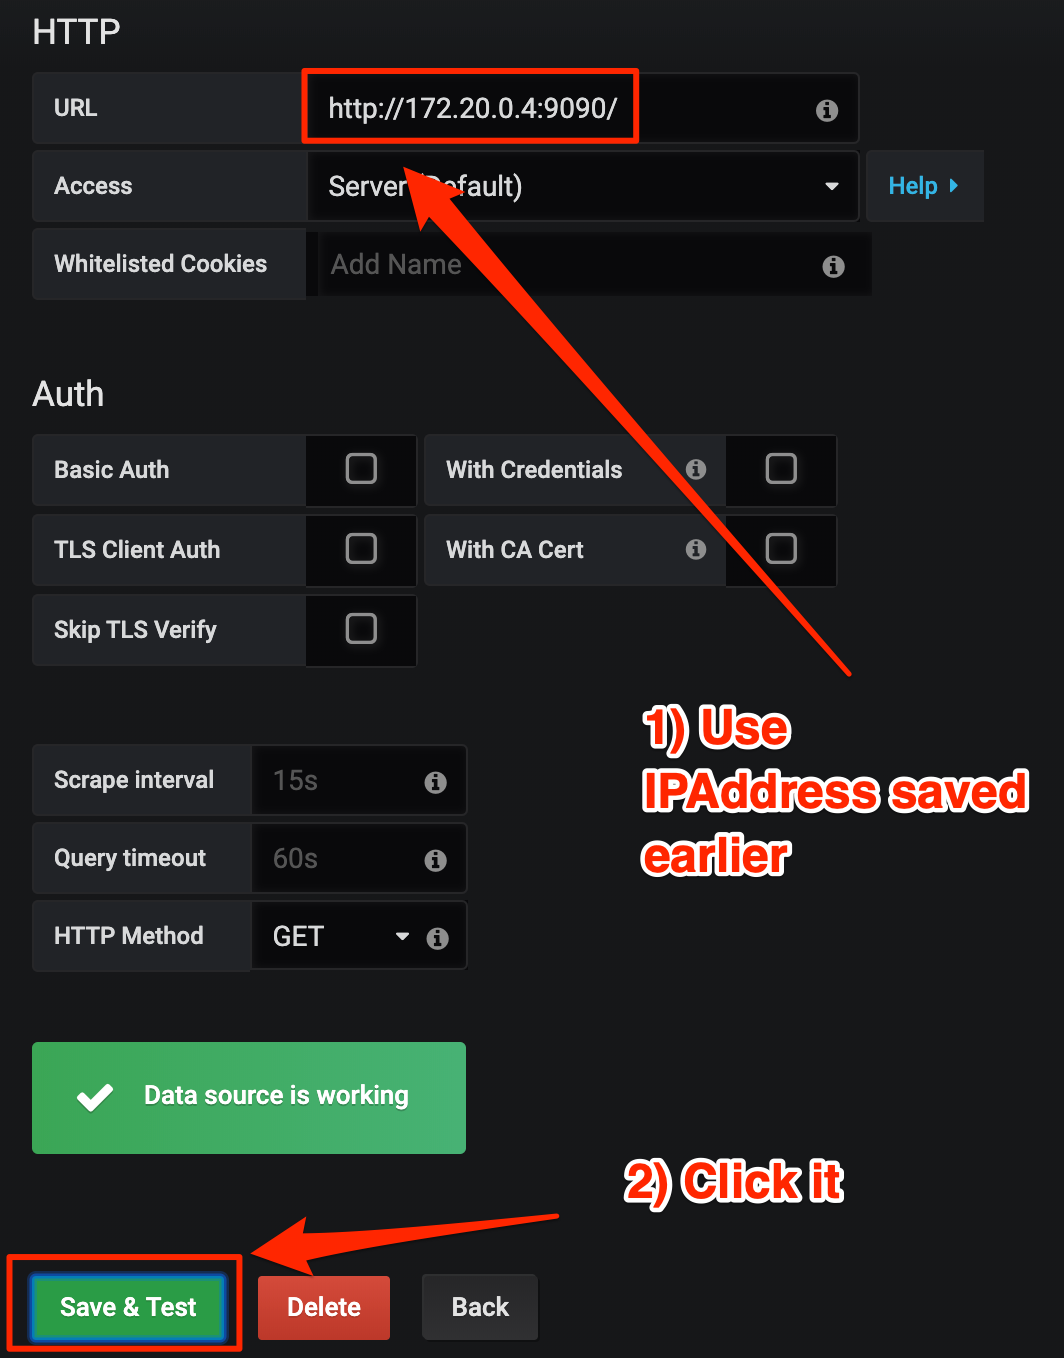 HTTP
URL
http://172.20.0.4:9090/
Access
Server (Default)
Help
Whitelisted Cookies
Add Name
Auth
Basic Auth
With Credentials
TLS Client Auth
With CA Cert
Skip TLS Verify
1) Use
IPAddress saved
earlier
Scrape interval
15s
Query timeout
60s
HTTP Method
GET
Data source is working
2) Click it
Save & Test
Delete
Back